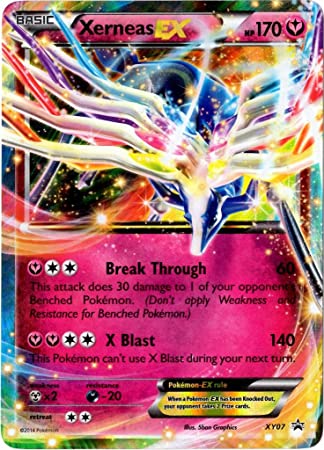 BASIC
Xerneas EX HP170
Break Through 60
This attack does 30 damage to 1 of your opponent's
Benched Pokémon. (Don't apply Weakness and
Resistance for Benched Pokémon.)
X Blast 140
This Pokémon can't use X Blast during your next turn.
weakness resistance
×2 -20
retreat
Pokémon-EX rule
When a Pokémon-EX has been Knocked Out,
your opponent takes 2 Prize cards.
©2014 Pokémon Illus. 5ban Graphics XY07